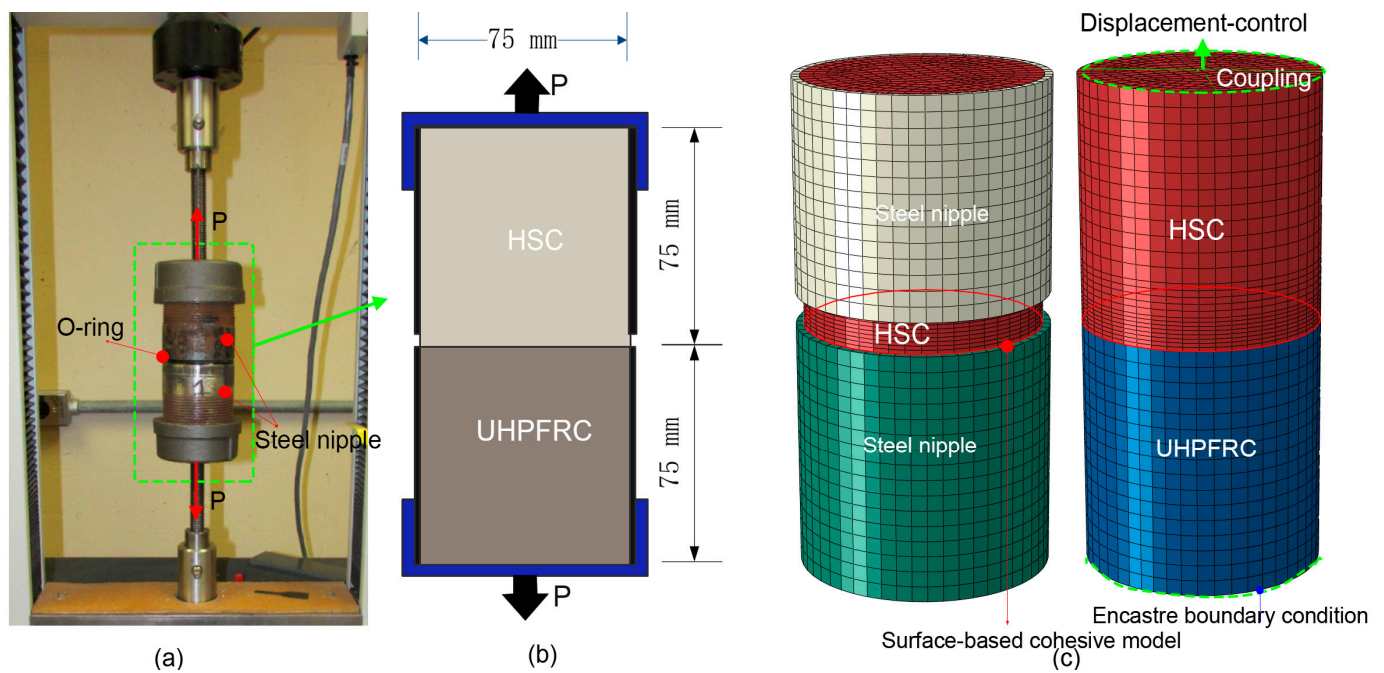 P
O-ring
Steel nipple
P
(a)
75 mm
P
HSC
75 mm
UHPFRC
75 mm
P
(b)
Displacement-control
Coupling
Steel nipple
HSC
HSC
Steel nipple
UHPFRC
Encastre boundary condition
Surface-based cohesive model
(c)